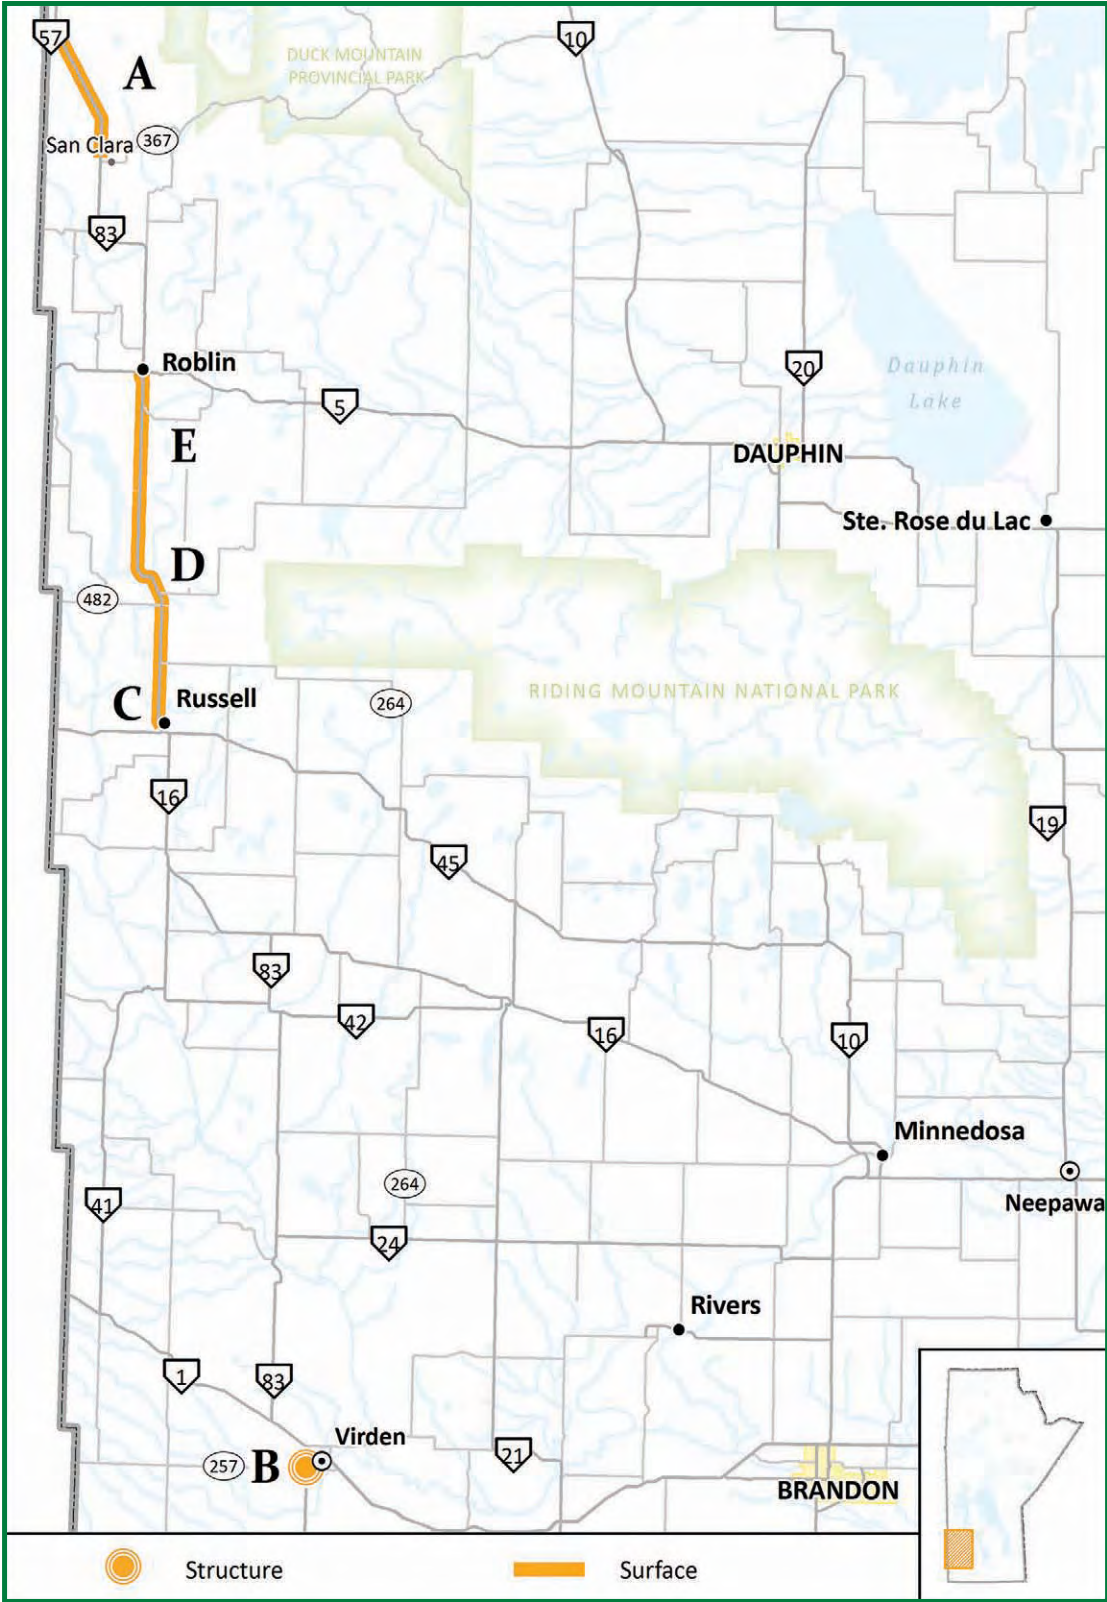 57
10
DUCK MOUNTAIN
PROVINCIAL PARK
A
San Clara
367
83
Roblin
5
20
Dauphin
Lake
E
DAUPHIN
Ste. Rose du Lac
D
482
C
Russell
264
RIDING MOUNTAIN NATIONAL PARK
16
19
45
83
42
16
10
Minnedosa
264
Neepawa
41
24
Rivers
1
83
Virden
257
B
21
BRANDON
Structure
Surface